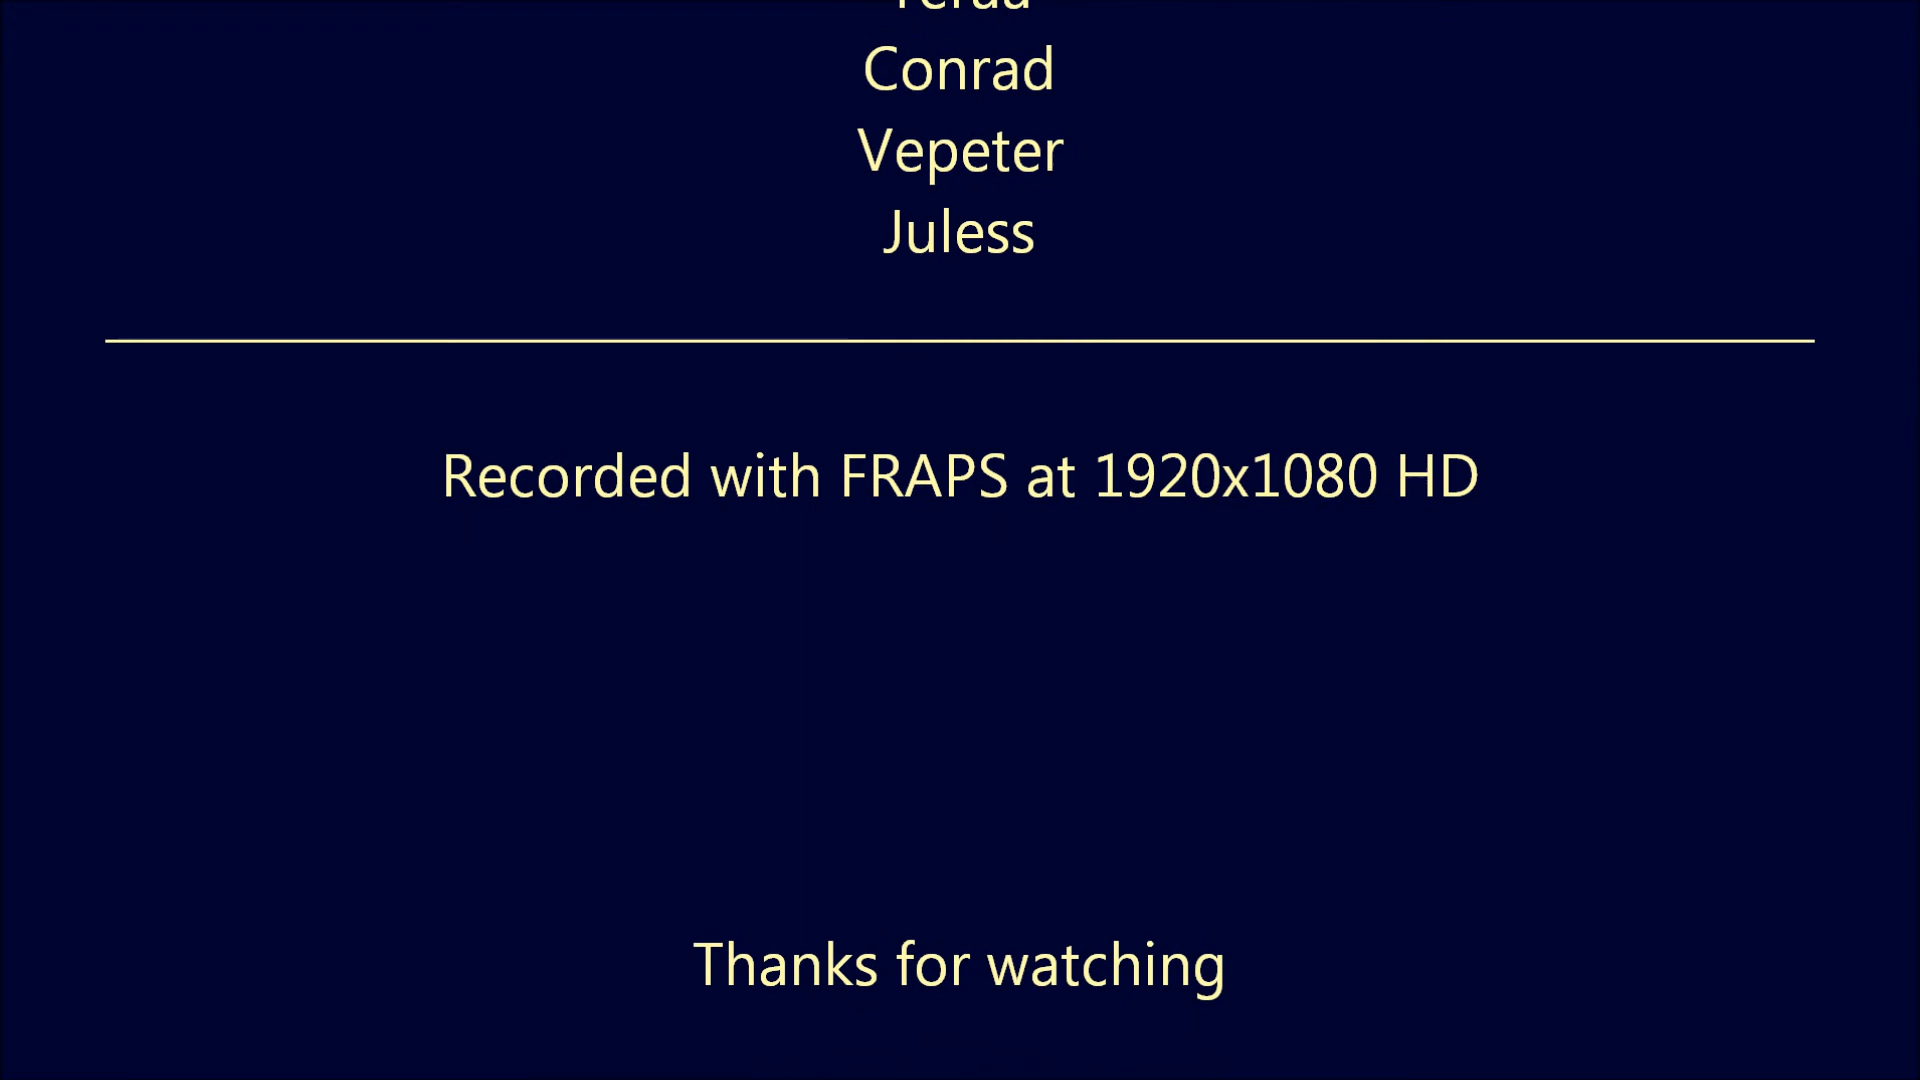 Conrad
Vepeter
Juless
Recorded with FRAPS at 1920x1080 HD
Thanks for watching